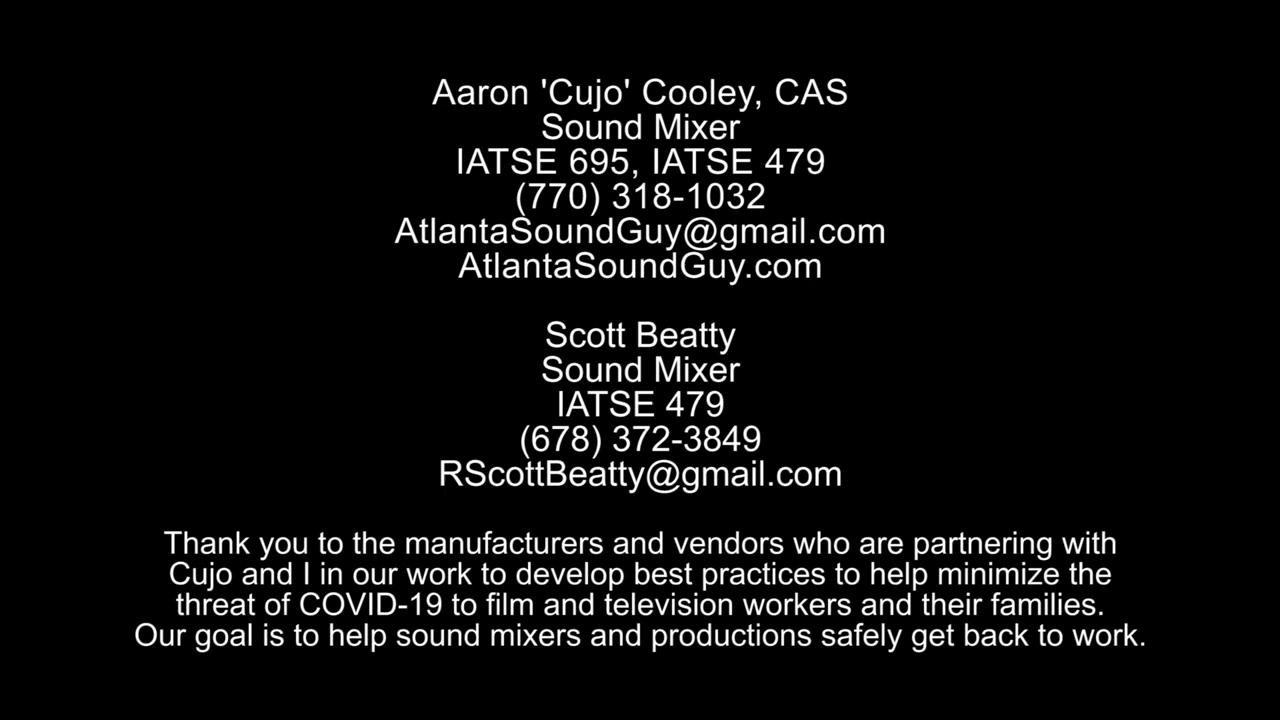 Aaron 'Cujo' Cooley, CAS
Sound Mixer
IATSE 695, IATSE 479
(770) 318-1032
AtlantaSoundGuy@gmail.com
AtlantaSoundGuy.com
Scott Beatty
Sound Mixer
IATSE 479
(678) 372-3849
RScottBeatty@gmail.com
Thank you to the manufacturers and vendors who are partnering with
Cujo and I in our work to develop best practices to help minimize the
threat of COVID-19 to film and television workers and their families.
Our goal is to help sound mixers and productions safely get back to work.